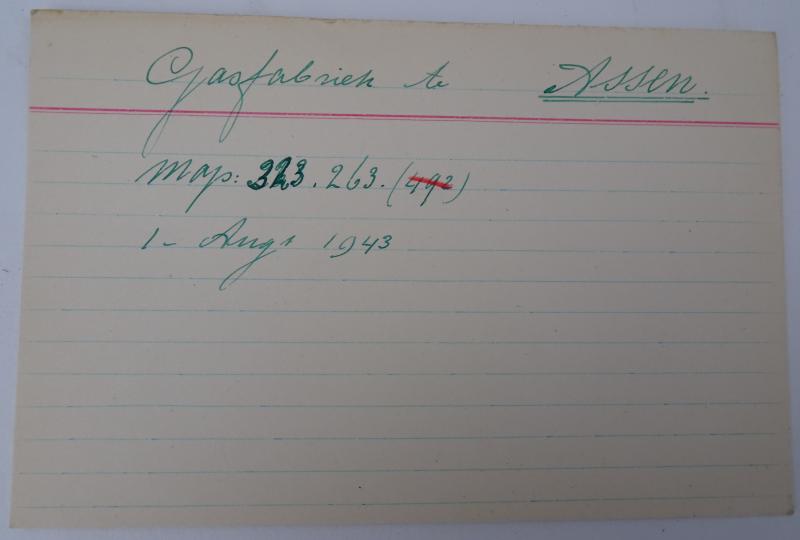 Gasfabriek te Assen.
Map: 323.263. (492)
1 - Aug. 1943